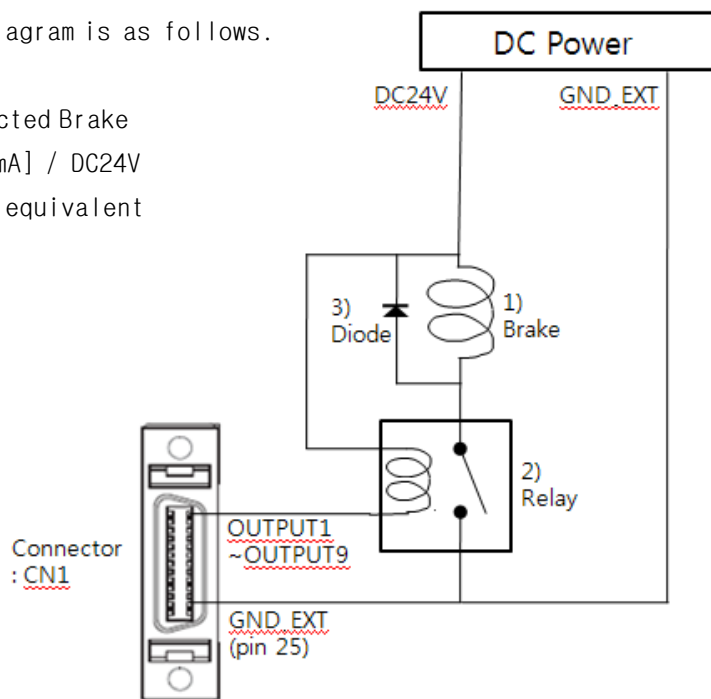 agram is as follows.
DC Power
DC24V
GND_EXT
cted Brake
mA] / DC24V
equivalent
3)
Diode
1)
Brake
2)
Relay
OUTPUT1
~OUTPUT9
Connector
: CN1
GND_EXT
(pin 25)